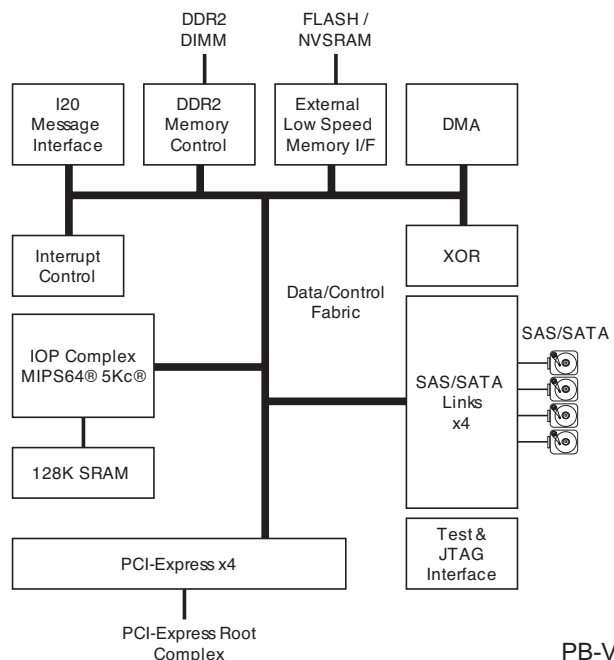 DDR2
DIMM
FLASH /
NVSRAM
I20
Message
Interface
DDR2
Memory
Control
External
Low Speed
Memory I/F
DMA
Interrupt
Control
XOR
Data/Control
Fabric
IOP Complex
MIPS64® 5Kc®
SAS/SATA
Links
x4
SAS/SATA
128K SRAM
PCI-Express x4
Test &
JTAG
Interface
PCI-Express Root
Complex
PB-V